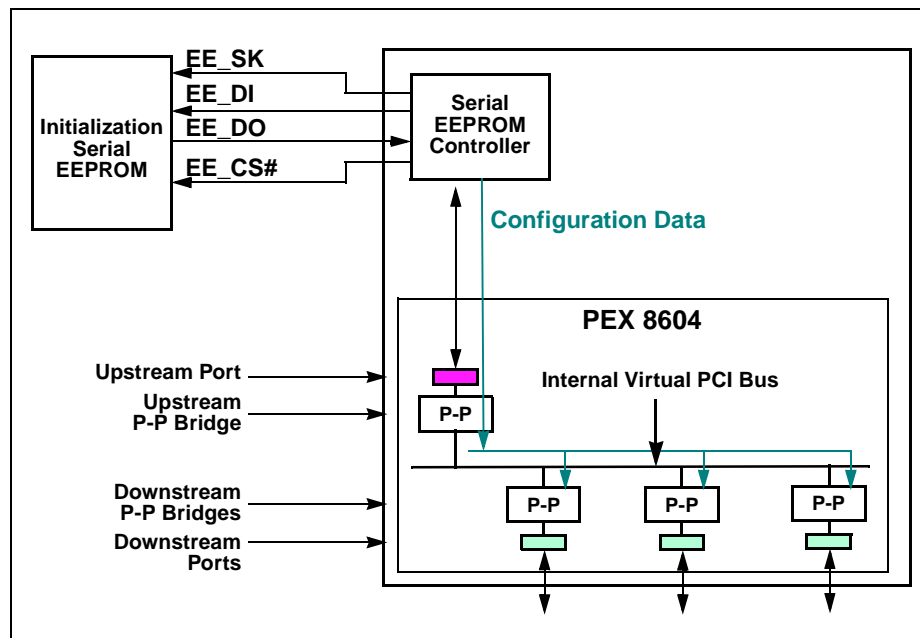 EE_SK
EE_DI
EE_DO
EE_CS#
Initialization
Serial
EEPROM
Serial
EEPROM
Controller
Configuration Data
PEX 8604
Upstream Port
Internal Virtual PCI Bus
Upstream
P-P Bridge
P-P
Downstream
P-P Bridges
P-P
P-P
P-P
Downstream
Ports